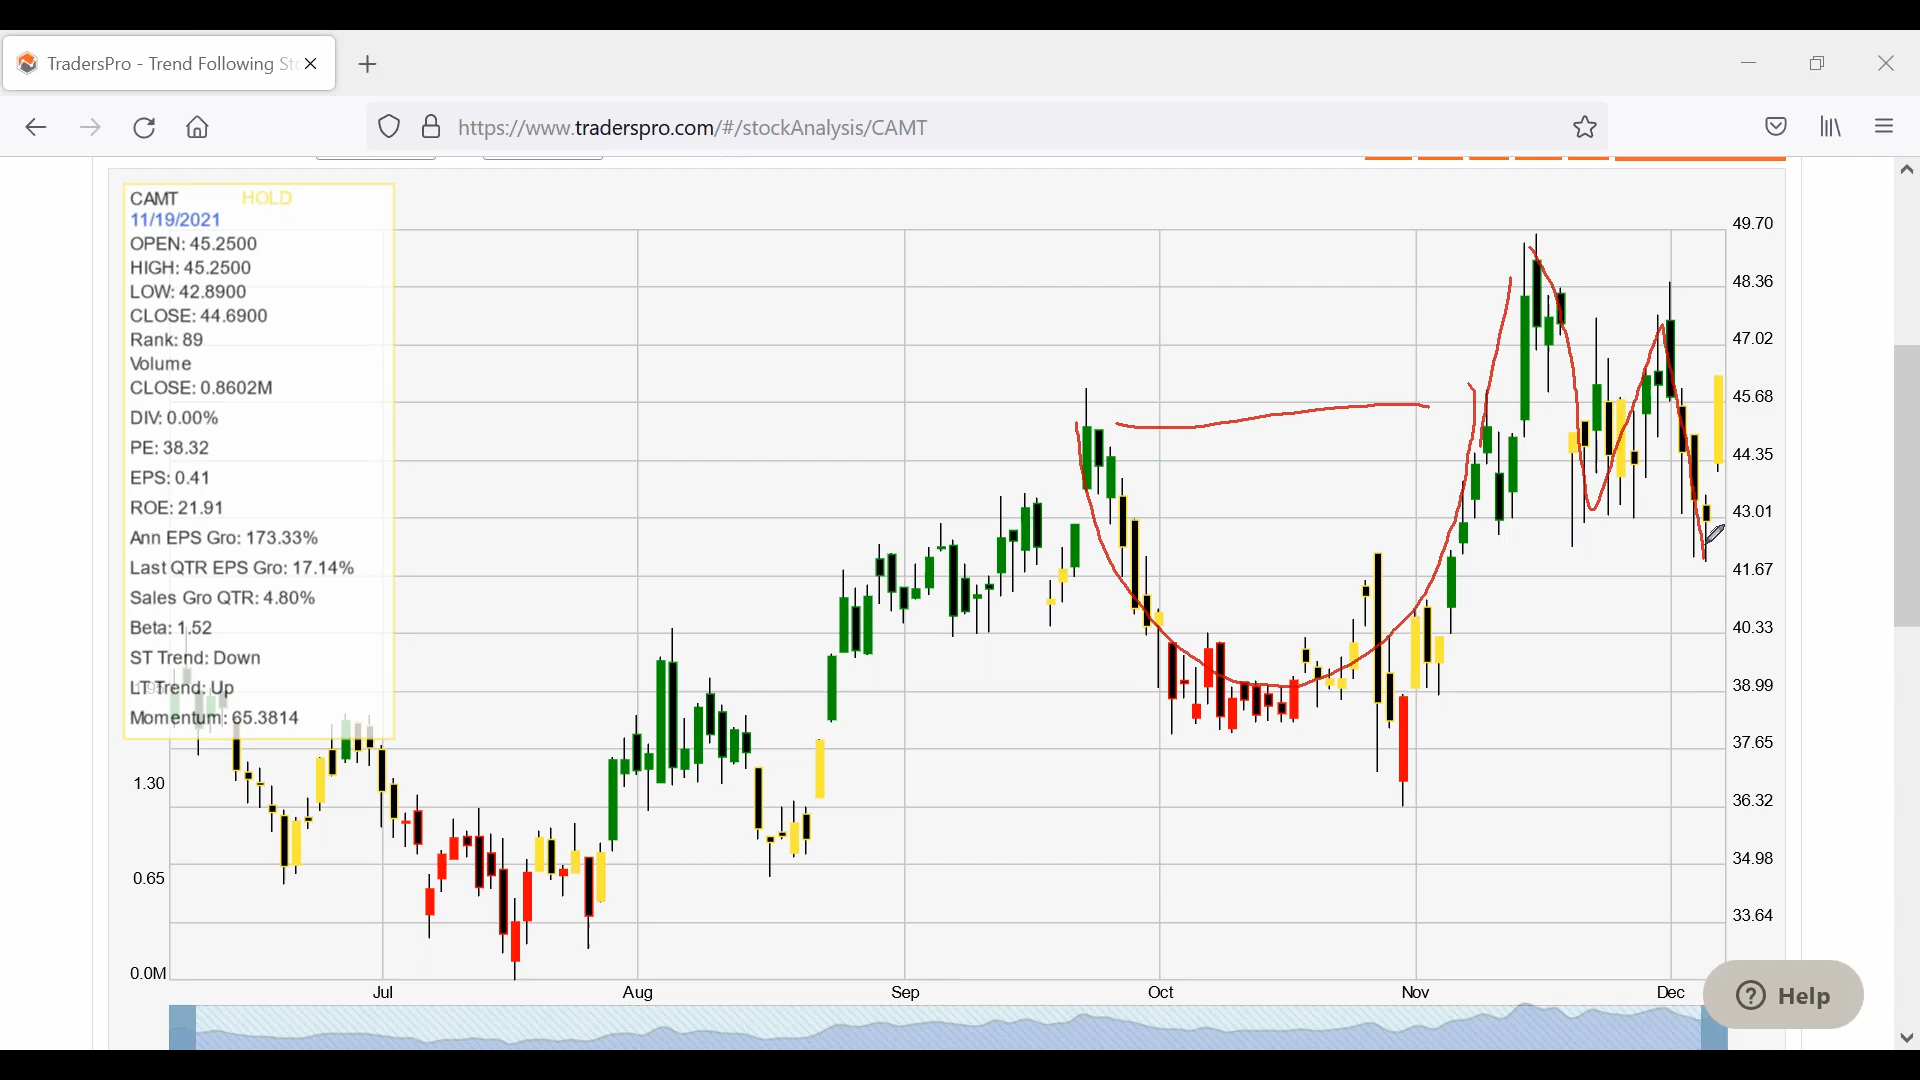 TradersPro - Trend Following Sto
https://www.traderspro.com/#/stockAnalysis/CAMT
CAMT HOLD
11/19/2021
OPEN: 45.2500
HIGH: 45.2500
LOW: 42.8900
CLOSE: 44.6900
Rank: 89
Volume
CLOSE: 0.8602M
DIV: 0.00%
PE: 38.32
EPS: 0.41
ROE: 21.91
Ann EPS Gro: 173.33%
Last QTR EPS Gro: 17.14%
Sales Gro QTR: 4.80%
Beta: 1.52
ST Trend: Down
LT Trend: Up
Momentum: 65.3814
49.70
48.36
47.02
45.68
44.35
43.01
41.67
40.33
38.99
37.65
36.32
34.98
33.64
1.30
0.65
0.0M
Jul Aug Sep Oct Nov Dec
Help